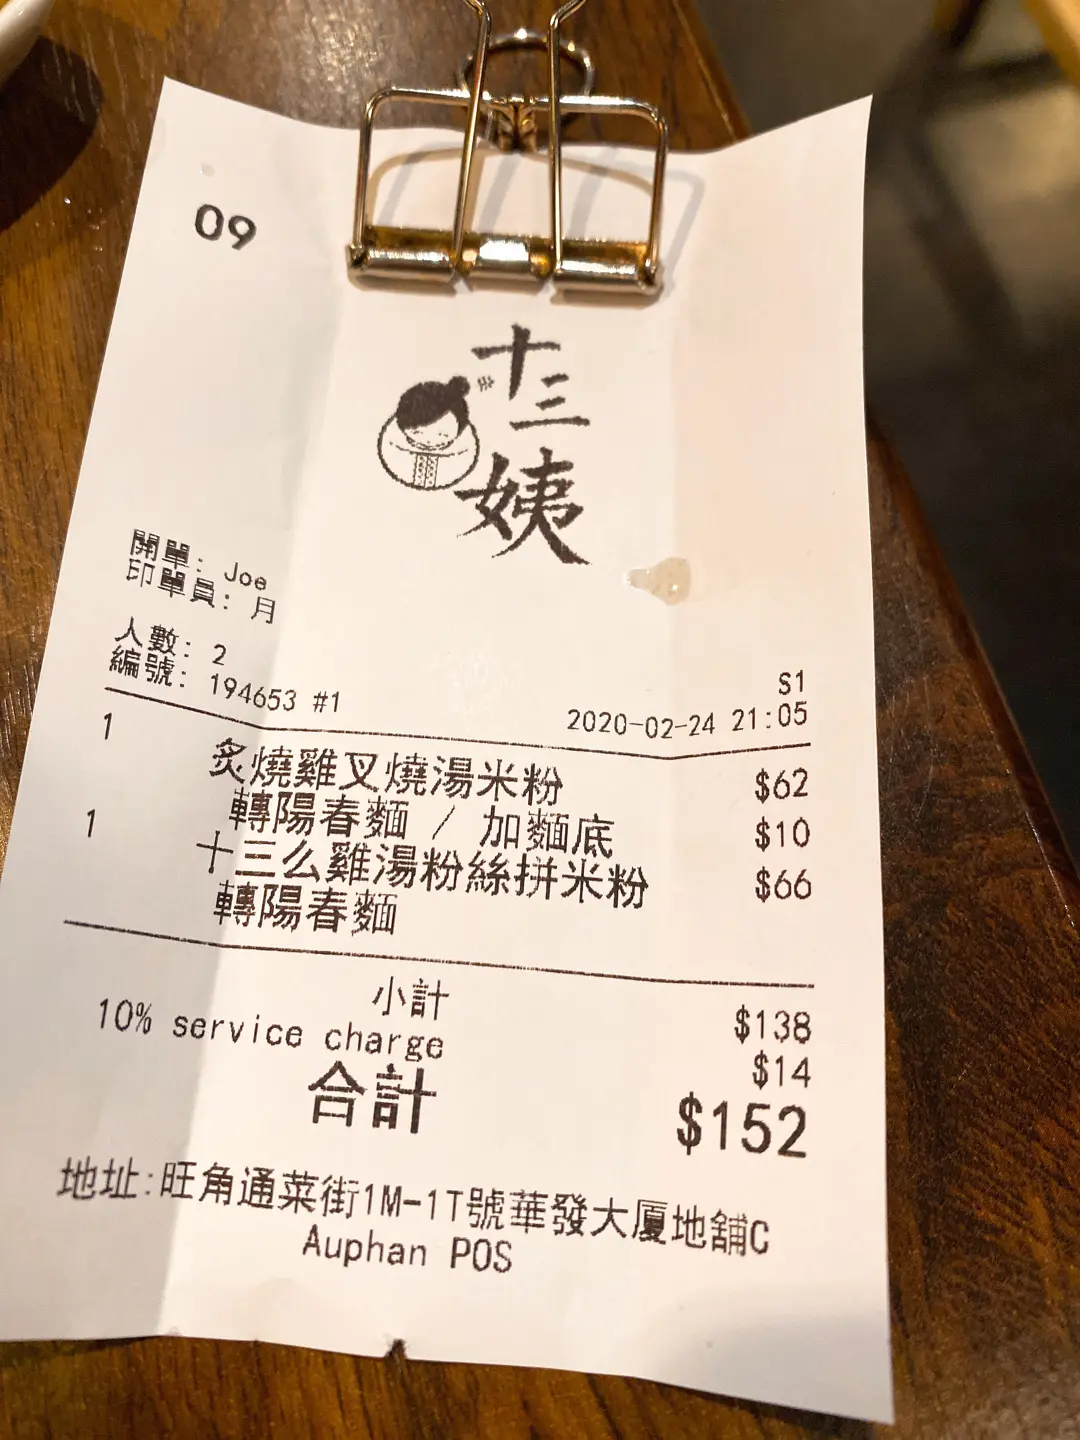 09
十三姨
開單: Joe
印單員: 月
人數: 2
編號: 194653 #1
S1
2020-02-24 21:05
1 炙燒雞叉燒湯米粉 $62
轉陽春麵 / 加麵底 $10
1 十三么雞湯粉絲拼米粉 $66
轉陽春麵
小計 $138
10% service charge $14
合計 $152
地址:旺角通菜街1M-1T號華發大廈地舖C
Auphan POS